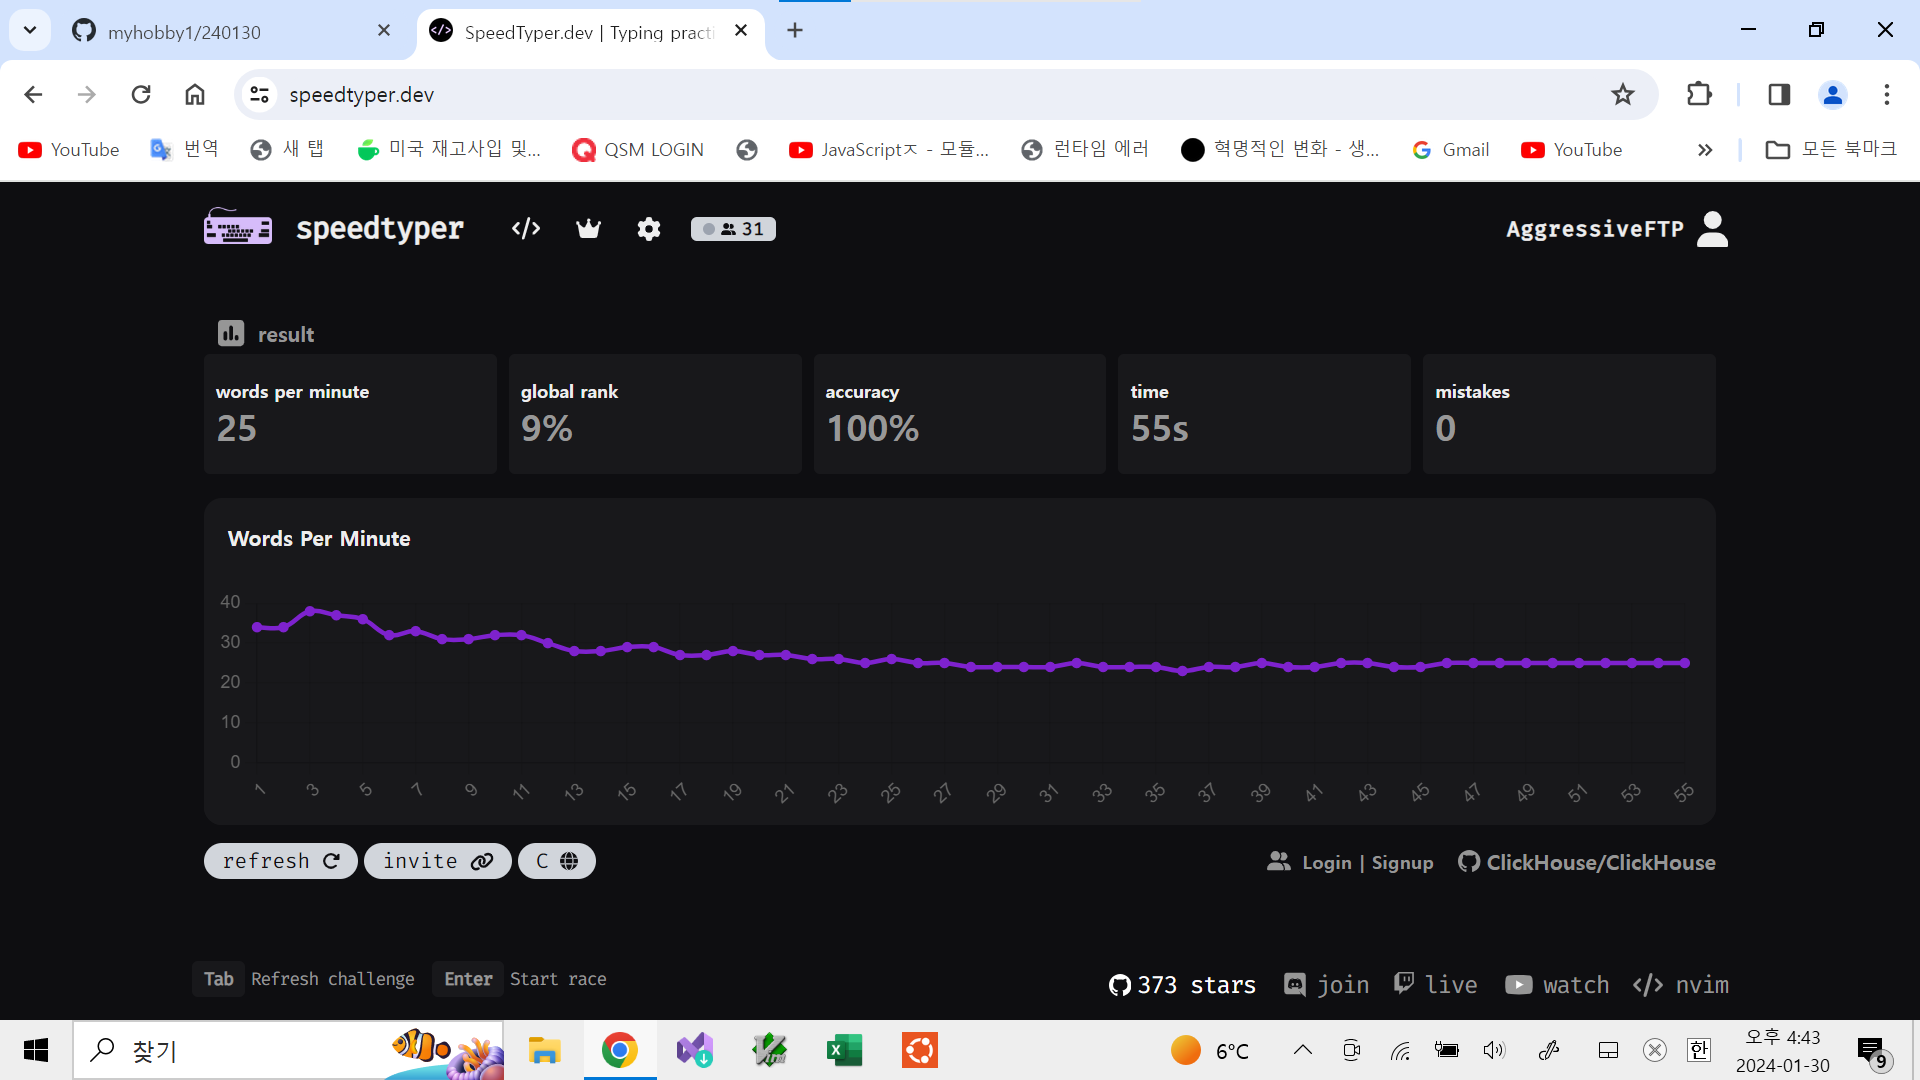 myhobby1/240130
SpeedTyper.dev | Typing practi
speedtyper.dev
YouTube 번역 새 탭 미국 재고사입 및... QSM LOGIN JavaScriptㅈ - 모듈... 런타임 에러 혁명적인 변화 - 생... Gmail YouTube » 모든 북마크
speedtyper </> 31 AggressiveFTP
result
words per minute
25
global rank
9%
accuracy
100%
time
55s
mistakes
0
Words Per Minute
40
30
20
10
0
1 3 5 7 9 11 13 15 17 19 21 23 25 27 29 31 33 35 37 39 41 43 45 47 49 51 53 55
refresh invite C Login | Signup ClickHouse/ClickHouse
Tab Refresh challenge Enter Start race 373 stars join live watch </> nvim
찾기 6°C 한 오후 4:43
2024-01-30 9